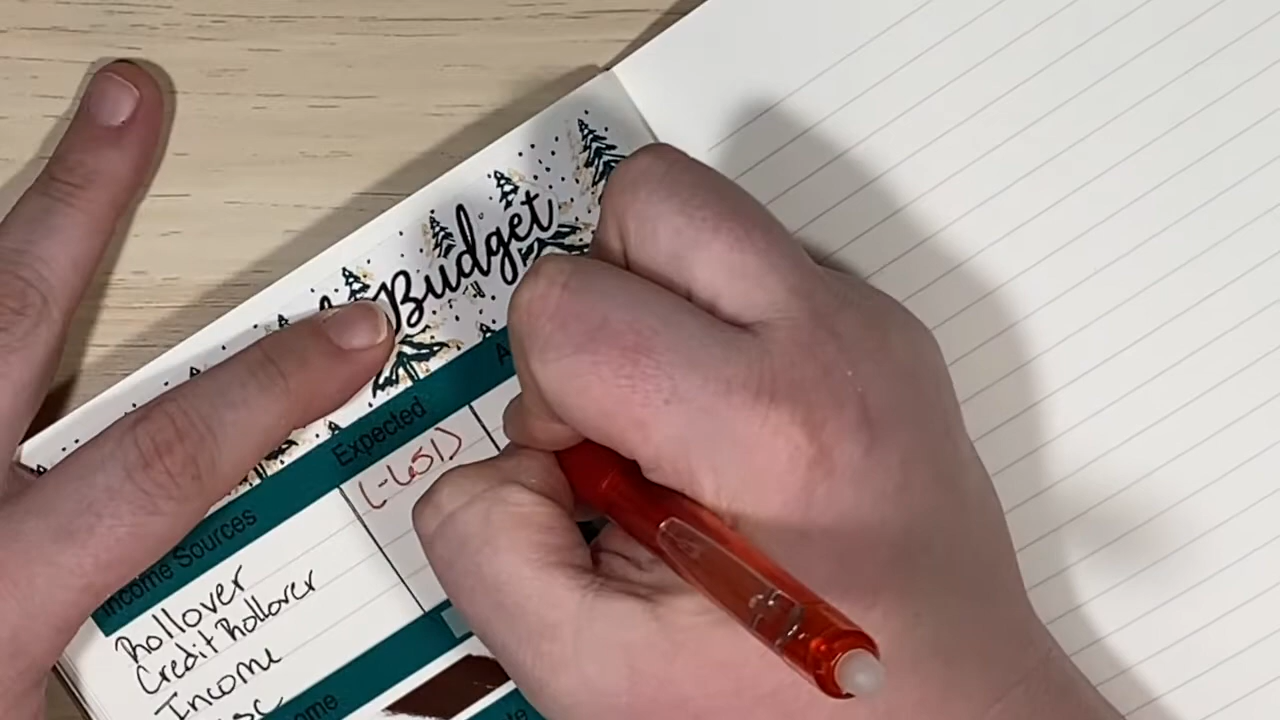 Budget
Income Sources Expected A
Rollover (-651)
Credit Rollover
Income